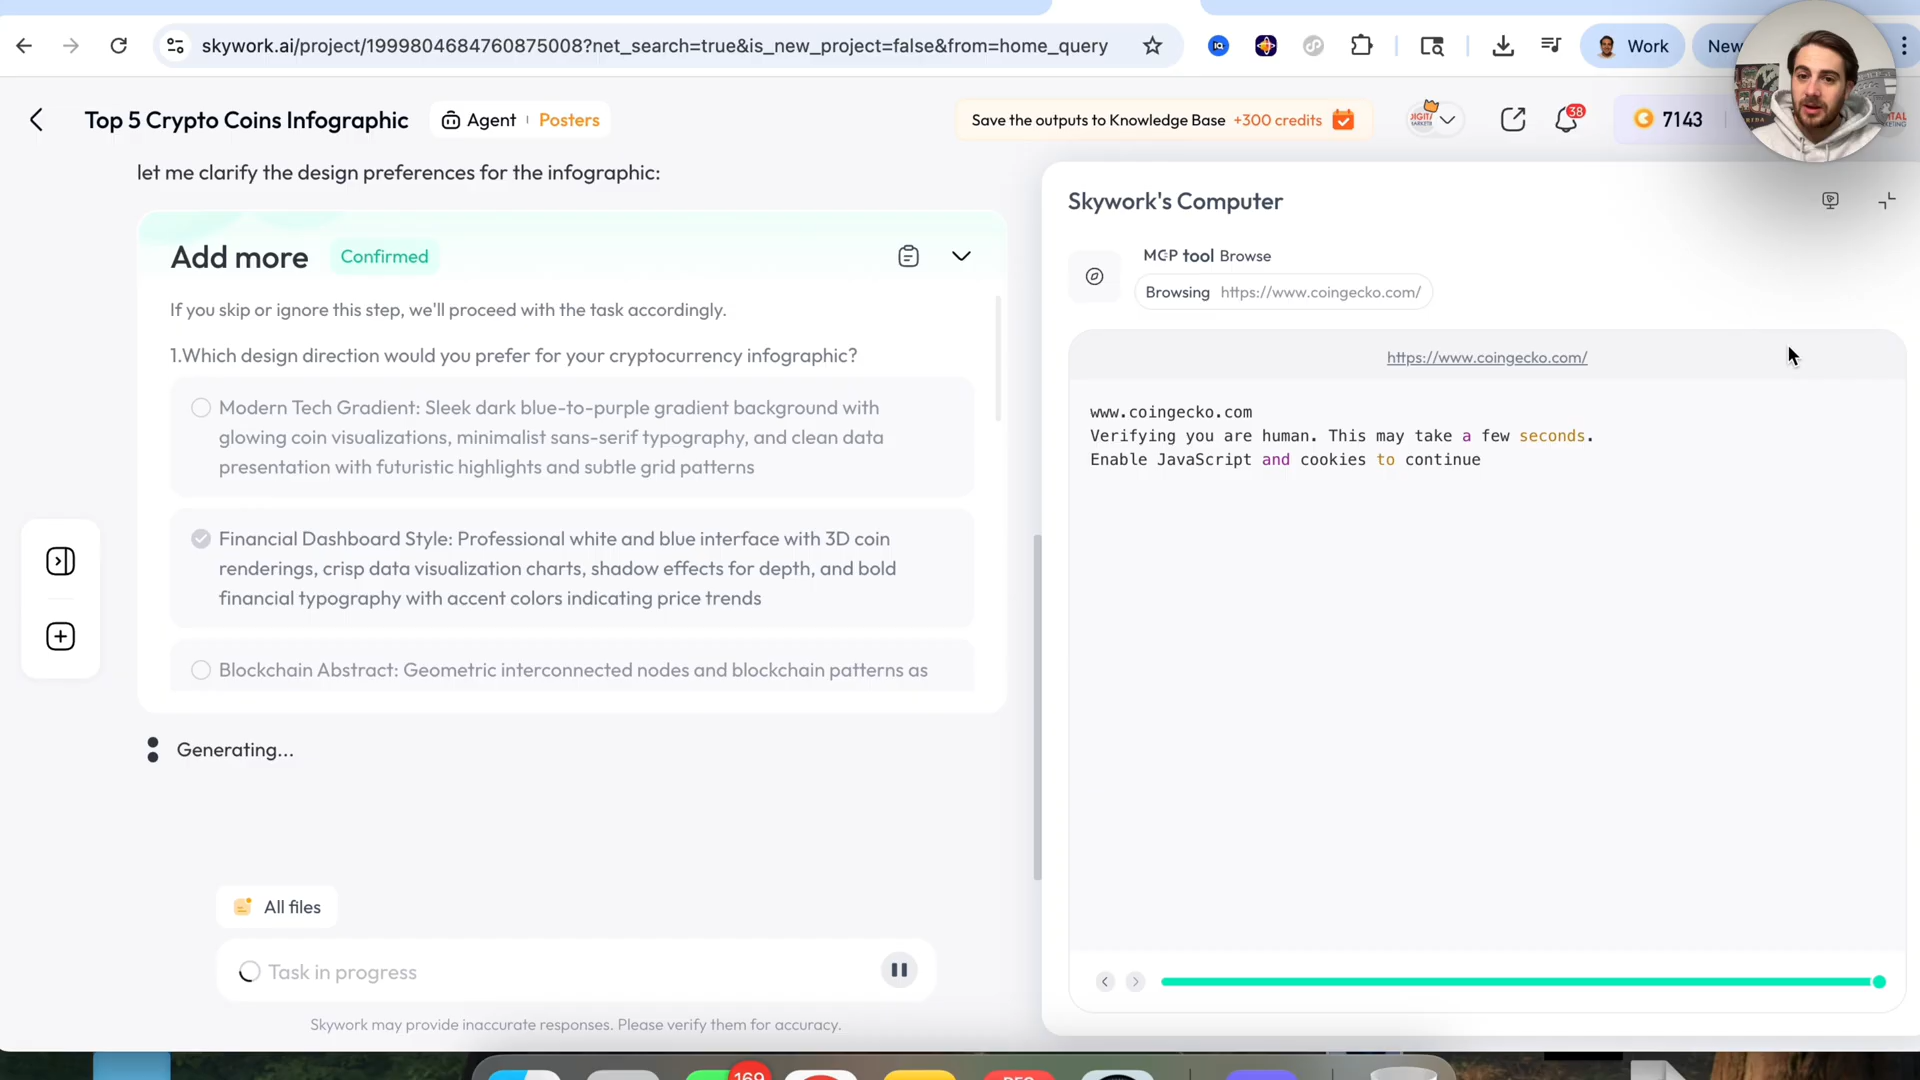 skywork.ai/project/1999804684760875008?net_search=true&is_new_project=false&from=home_query
Work
New
Top 5 Crypto Coins Infographic
Agent
Posters
Save the outputs to Knowledge Base +300 credits
38
7143
let me clarify the design preferences for the infographic:
Add more
Confirmed
If you skip or ignore this step, we'll proceed with the task accordingly.
1.Which design direction would you prefer for your cryptocurrency infographic?
Modern Tech Gradient: Sleek dark blue-to-purple gradient background with
glowing coin visualizations, minimalist sans-serif typography, and clean data
presentation with futuristic highlights and subtle grid patterns
Financial Dashboard Style: Professional white and blue interface with 3D coin
renderings, crisp data visualization charts, shadow effects for depth, and bold
financial typography with accent colors indicating price trends
Blockchain Abstract: Geometric interconnected nodes and blockchain patterns as
Generating...
All files
Task in progress
Skywork may provide inaccurate responses. Please verify them for accuracy.
Skywork's Computer
MCP tool Browse
Browsing https://www.coingecko.com/
https://www.coingecko.com/
www.coingecko.com
Verifying you are human. This may take a few seconds.
Enable JavaScript and cookies to continue
169